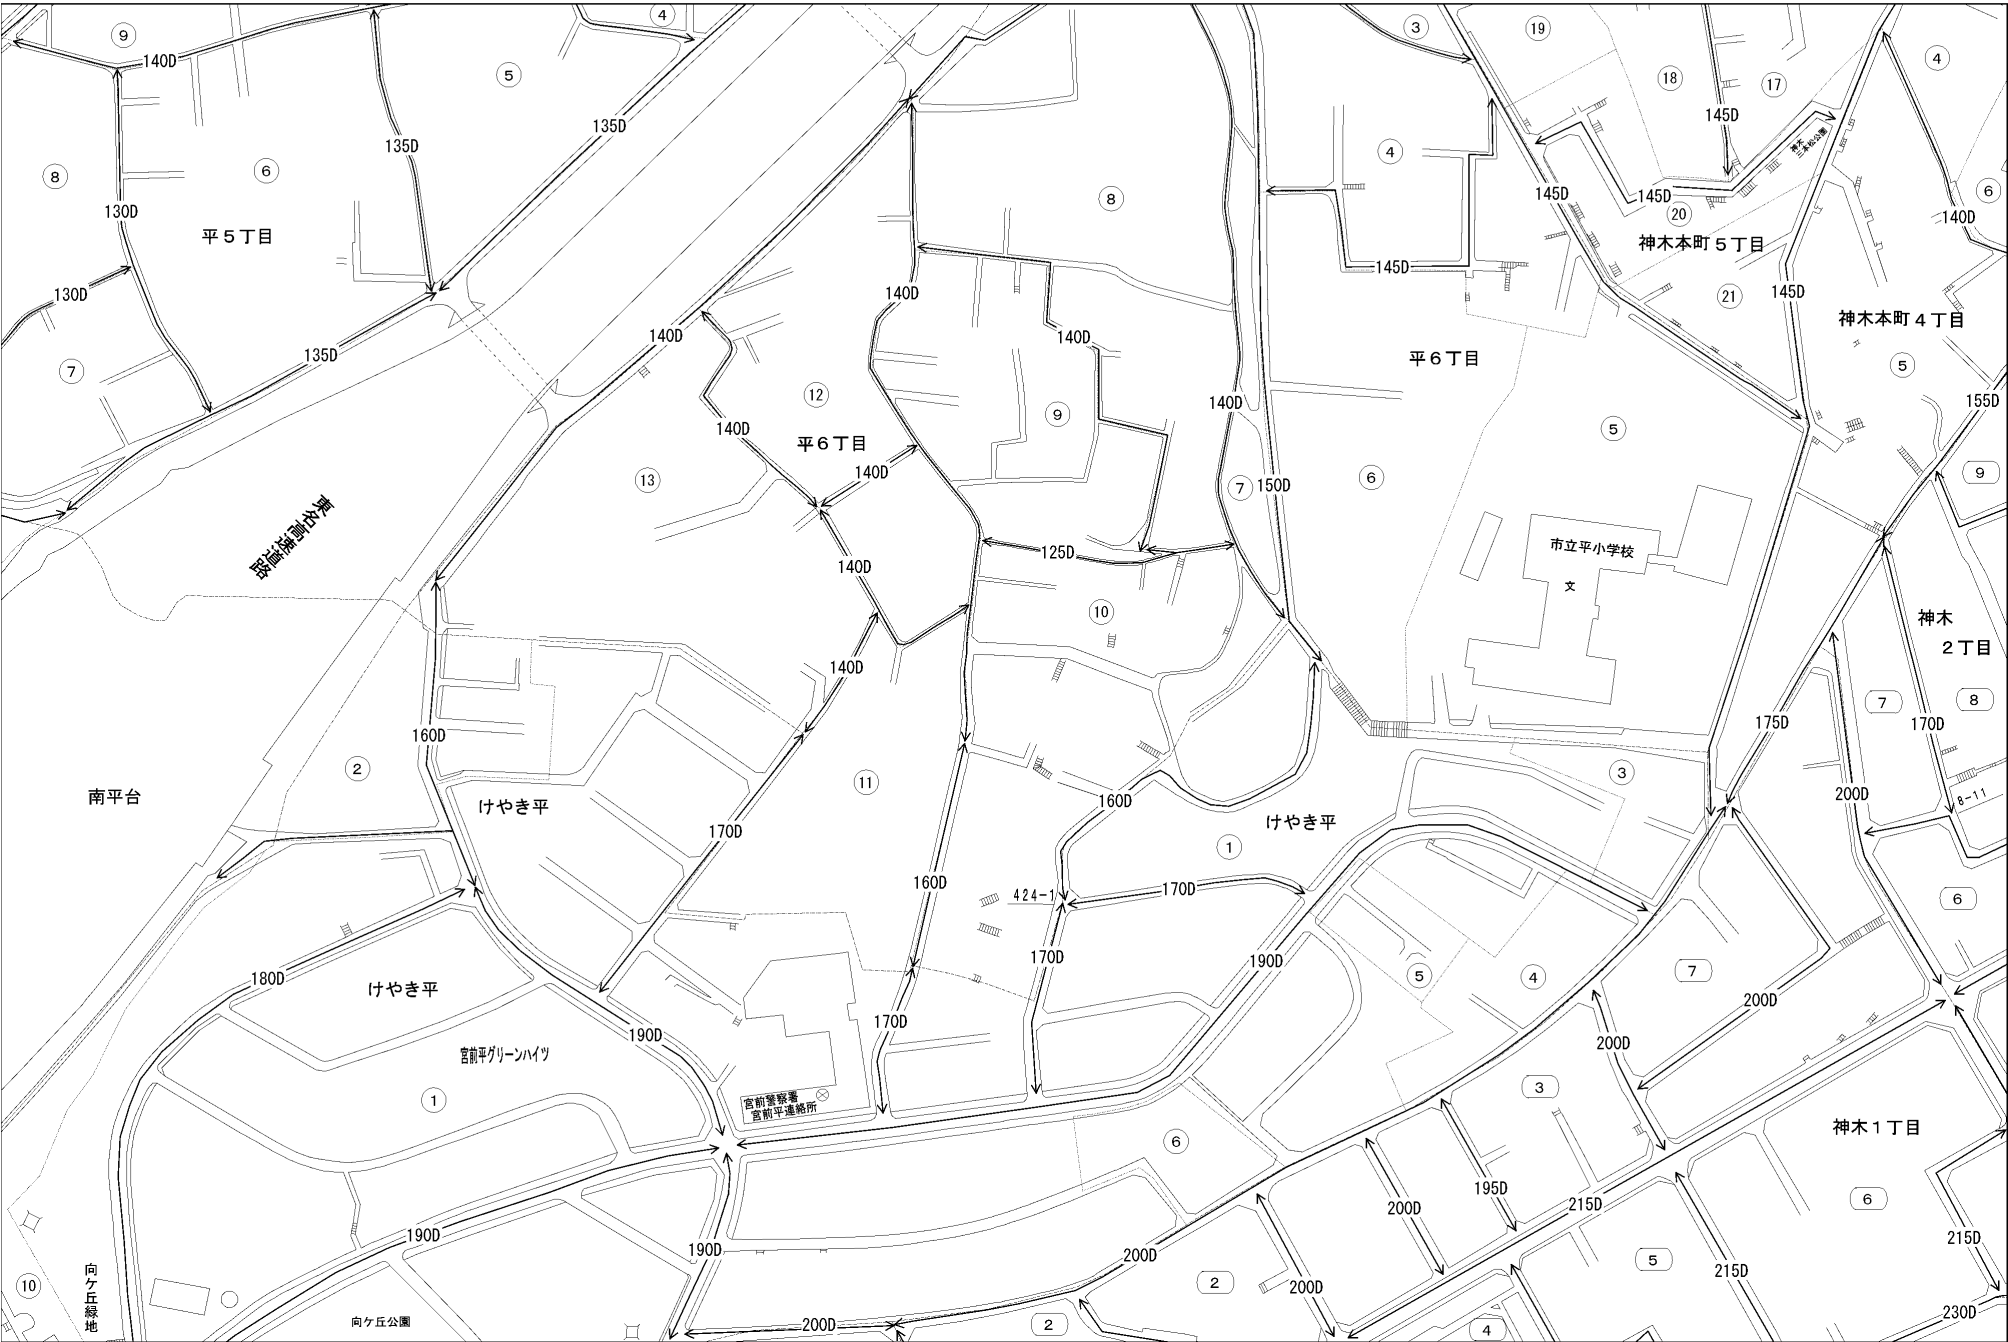 9
140D
4
5
3
19
18
17
4
135D
145D
神木
三本松公園
8
6
135D
130D
平５丁目
8
4
145D
145D
6
20
神木本町５丁目
140D
130D
140D
145D
21
145D
神木本町４丁目
7
135D
140D
140D
平６丁目
5
12
9
140D
155D
140D
平６丁目
5
13
140D
6
7
150D
9
東名高速道路
125D
市立平小学校
文
140D
10
神木
２丁目
140D
7
8
160D
170D
175D
2
11
3
南平台
けやき平
160D
けやき平
200D
8-11
170D
1
160D
424-1
170D
6
180D
170D
190D
5
4
7
けやき平
170D
200D
190D
200D
宮前平グリーンハイツ
1
宮前警察署
宮前平連絡所
3
神木１丁目
6
195D
6
200D
215D
190D
190D
215D
10
向ケ丘緑地
200D
2
200D
5
215D
230D
向ケ丘公園
200D
2
4